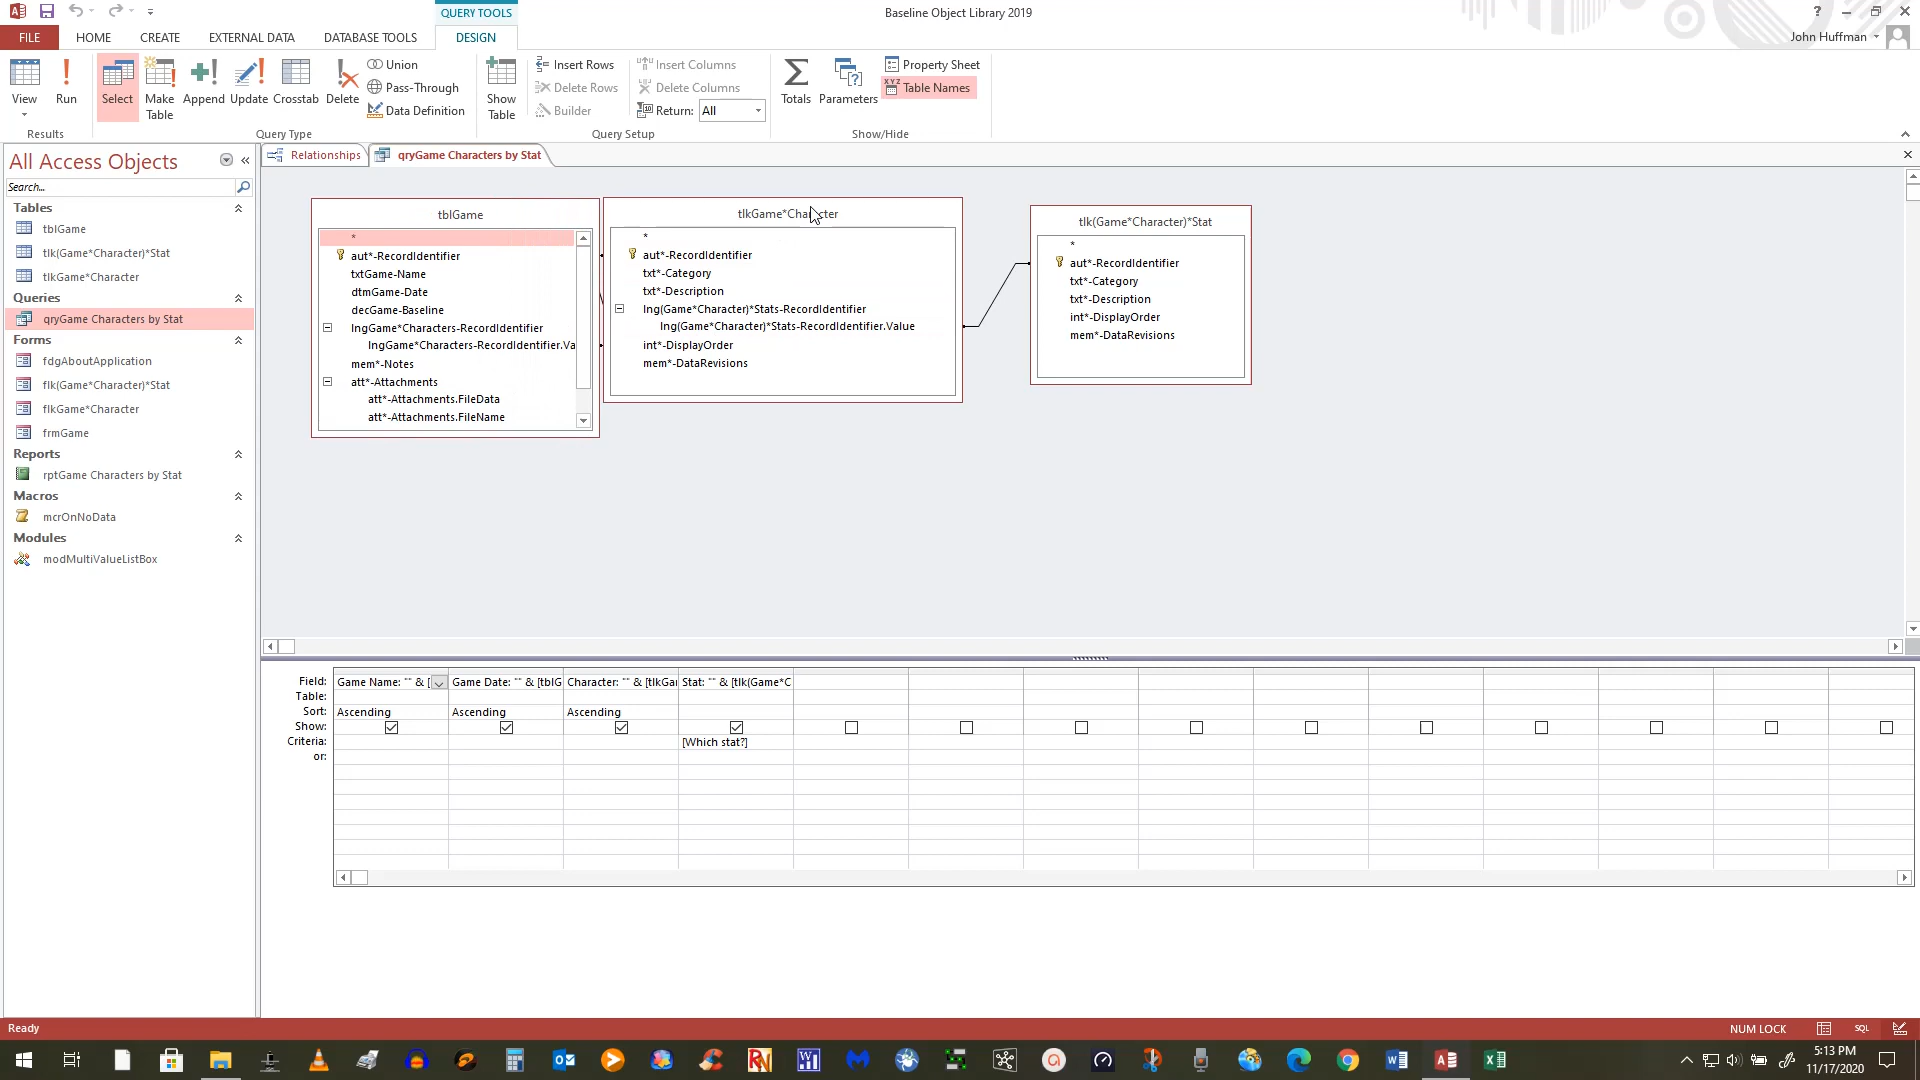 QUERY TOOLS
Baseline Object Library 2019
?
FILE
HOME
CREATE
EXTERNAL DATA
DATABASE TOOLS
DESIGN
John Huffman
View
Run
Select
Make Table
Append
Update
Crosstab
Delete
Union
Pass-Through
Data Definition
Show Table
Insert Rows
Delete Rows
Builder
Insert Columns
Delete Columns
Return: All
Totals
Parameters
Property Sheet
Table Names
Results
Query Type
Query Setup
Show/Hide
All Access Objects
Search...
Tables
tblGame
tlk(Game*Character)*Stat
tlkGame*Character
Queries
qryGame Characters by Stat
Forms
fdgAboutApplication
flk(Game*Character)*Stat
flkGame*Character
frmGame
Reports
rptGame Characters by Stat
Macros
mcrOnNoData
Modules
modMultiValueListBox
Relationships
qryGame Characters by Stat
tblGame
*
aut*-RecordIdentifier
txtGame-Name
dtmGame-Date
decGame-Baseline
lngGame*Characters-RecordIdentifier
lngGame*Characters-RecordIdentifier.Va
mem*-Notes
att*-Attachments
att*-Attachments.FileData
att*-Attachments.FileName
tlkGame*Character
*
aut*-RecordIdentifier
txt*-Category
txt*-Description
lng(Game*Character)*Stats-RecordIdentifier
lng(Game*Character)*Stats-RecordIdentifier.Value
int*-DisplayOrder
mem*-DataRevisions
tlk(Game*Character)*Stat
*
aut*-RecordIdentifier
txt*-Category
txt*-Description
int*-DisplayOrder
mem*-DataRevisions
Field: Game Name: "" & [ Game Date: "" & [tblG Character: "" & [tlkGa Stat: "" & [tlk(Game*C
Table:
Sort: Ascending Ascending Ascending
Show:
Criteria: [Which stat?]
or:
Ready
NUM LOCK
SQL
5:13 PM
11/17/2020